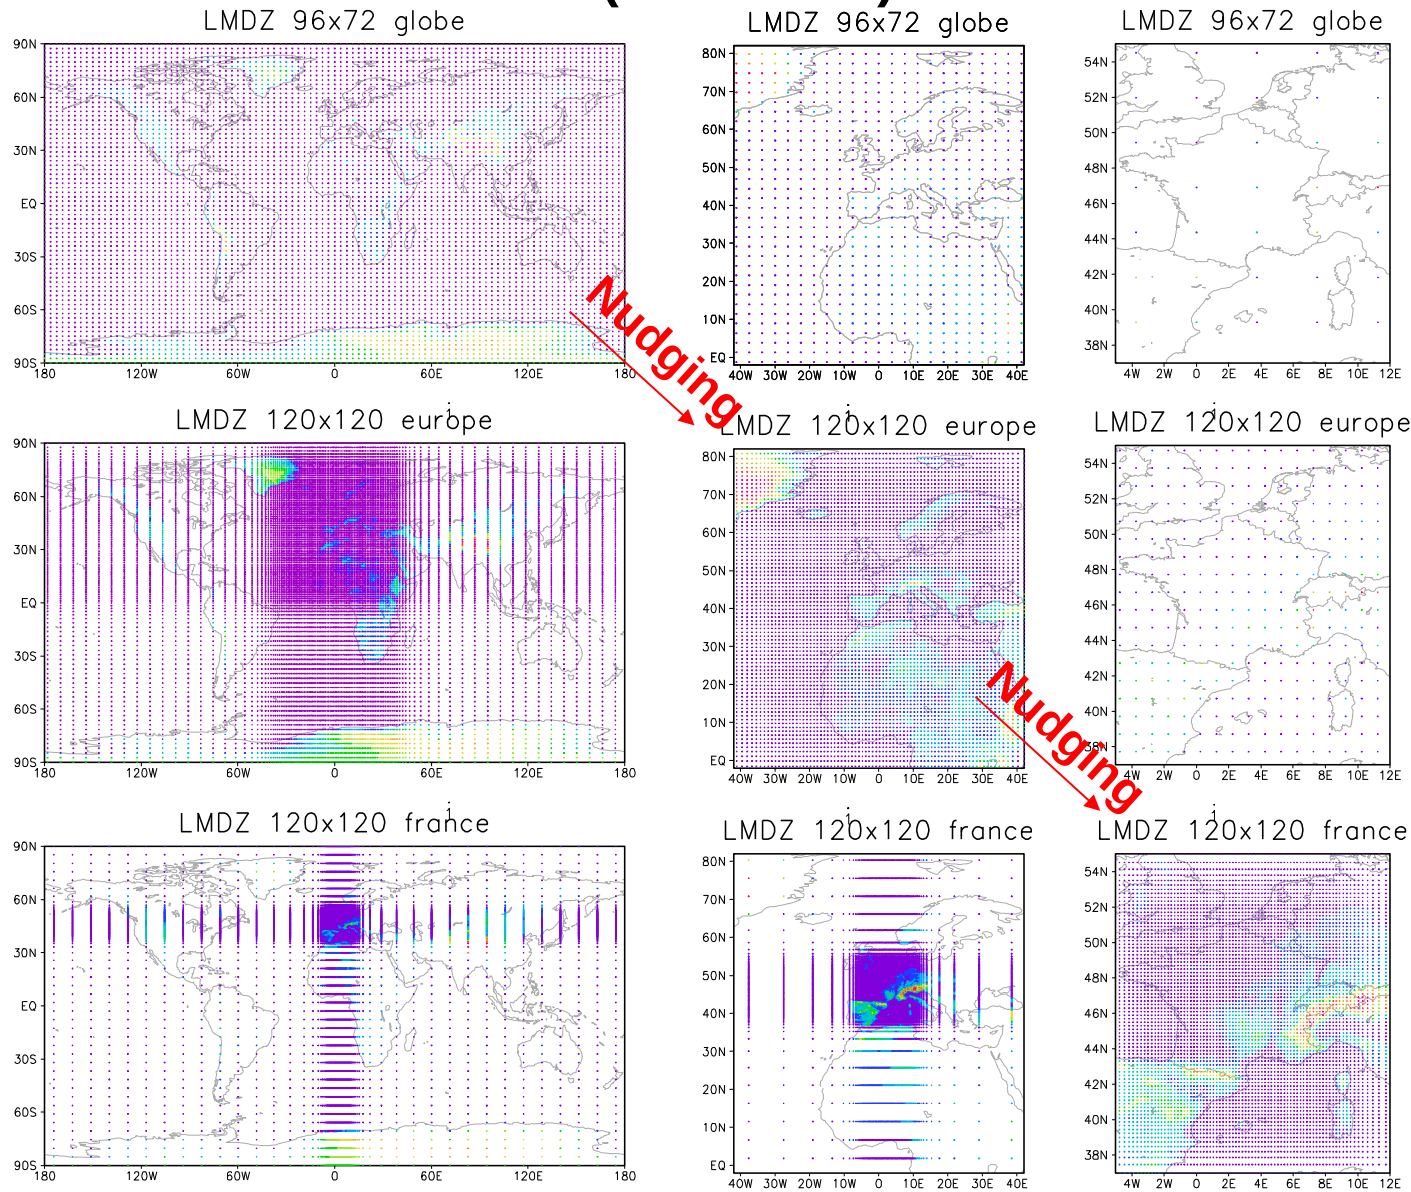 LMDZ 96x72 globe
90N
60N
30N
EQ
30S
60S
90S
180 120W 60W 0 60E 120E 180
LMDZ 96x72 globe
80N
70N
60N
50N
40N
30N
20N
10N
EQ
40W 30W 20W 10W 0 10E 20E 30E 40E
LMDZ 96x72 globe
54N
52N
50N
48N
46N
44N
42N
40N
38N
4W 2W 0 2E 4E 6E 8E 10E 12E
Nudging
LMDZ 120x120 europe
90N
60N
30N
EQ
30S
60S
90S
180 120W 60W 0 60E 120E 180
LMDZ 120x120 europe
80N
70N
60N
50N
40N
30N
20N
10N
EQ
40W 30W 20W 10W 0 10E 20E 30E 40E
LMDZ 120x120 europe
54N
52N
50N
48N
46N
44N
42N
40N
38N
4W 2W 0 2E 4E 6E 8E 10E 12E
Nudging
LMDZ 120x120 france
90N
60N
30N
EQ
30S
60S
90S
180 120W 60W 0 60E 120E 180
LMDZ 120x120 france
80N
70N
60N
50N
40N
30N
20N
10N
EQ
40W 30W 20W 10W 0 10E 20E 30E 40E
LMDZ 120x120 france
54N
52N
50N
48N
46N
44N
42N
40N
38N
4W 2W 0 2E 4E 6E 8E 10E 12E